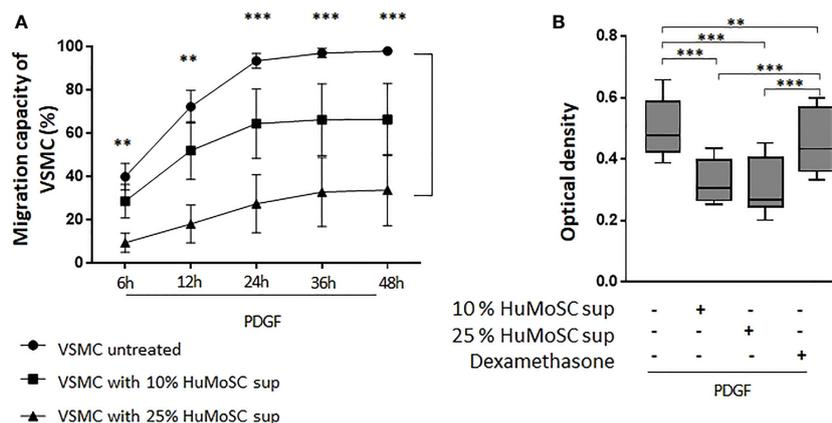 A
** ** *** *** ***
Migration capacity of
VSMC (%)
100
80
60
40
20
0
6h 12h 24h 36h 48h
PDGF
VSMC untreated
VSMC with 10% HuMoSC sup
VSMC with 25% HuMoSC sup
B
**
***
***
***
***
Optical density
0.8
0.6
0.4
0.2
0.0
10 % HuMoSC sup - + - -
25 % HuMoSC sup - - + -
Dexamethasone - - - +
PDGF